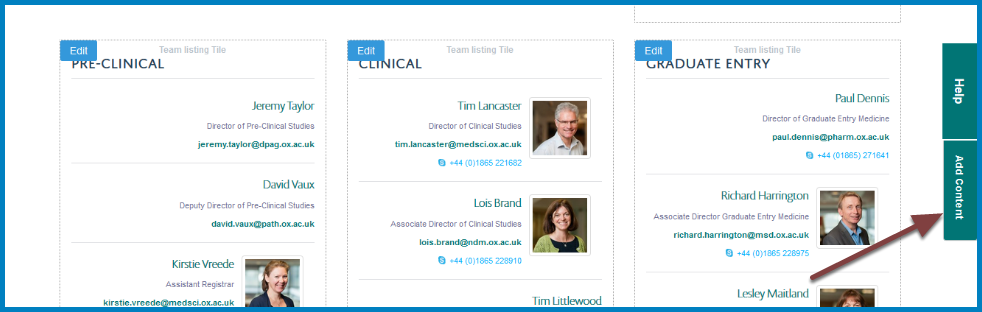 Edit
Team listing Tile
PRE-CLINICAL
Jeremy Taylor
Director of Pre-Clinical Studies
jeremy.taylor@dpag.ox.ac.uk
David Vaux
Deputy Director of Pre-Clinical Studies
david.vaux@path.ox.ac.uk
Kirstie Vreede
Assistant Registrar
kirstie.vreede@medsci.ox.ac.uk
Edit
Team listing Tile
CLINICAL
Tim Lancaster
Director of Clinical Studies
tim.lancaster@medsci.ox.ac.uk
+44 (0)1865 221682
Lois Brand
Associate Director of Clinical Studies
lois.brand@ndm.ox.ac.uk
+44 (0)1865 228910
Tim Littlewood
Edit
Team listing Tile
GRADUATE ENTRY
Paul Dennis
Director of Graduate Entry Medicine
paul.dennis@pharm.ox.ac.uk
+44 (01865) 271641
Richard Harrington
Associate Director Graduate Entry Medicine
richard.harrington@msd.ox.ac.uk
+44 (0)1865 228975
Lesley Maitland
Help
Add Content